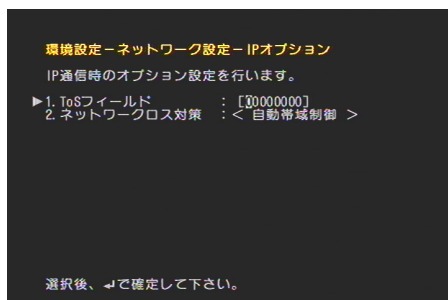 環境設定－ネットワーク設定－IPオプション
IP通信時のオプション設定を行います。
▶1. ToSフィールド : [00000000]
2. ネットワークロス対策 :< 自動帯域制御 >
選択後、↵で確定して下さい。